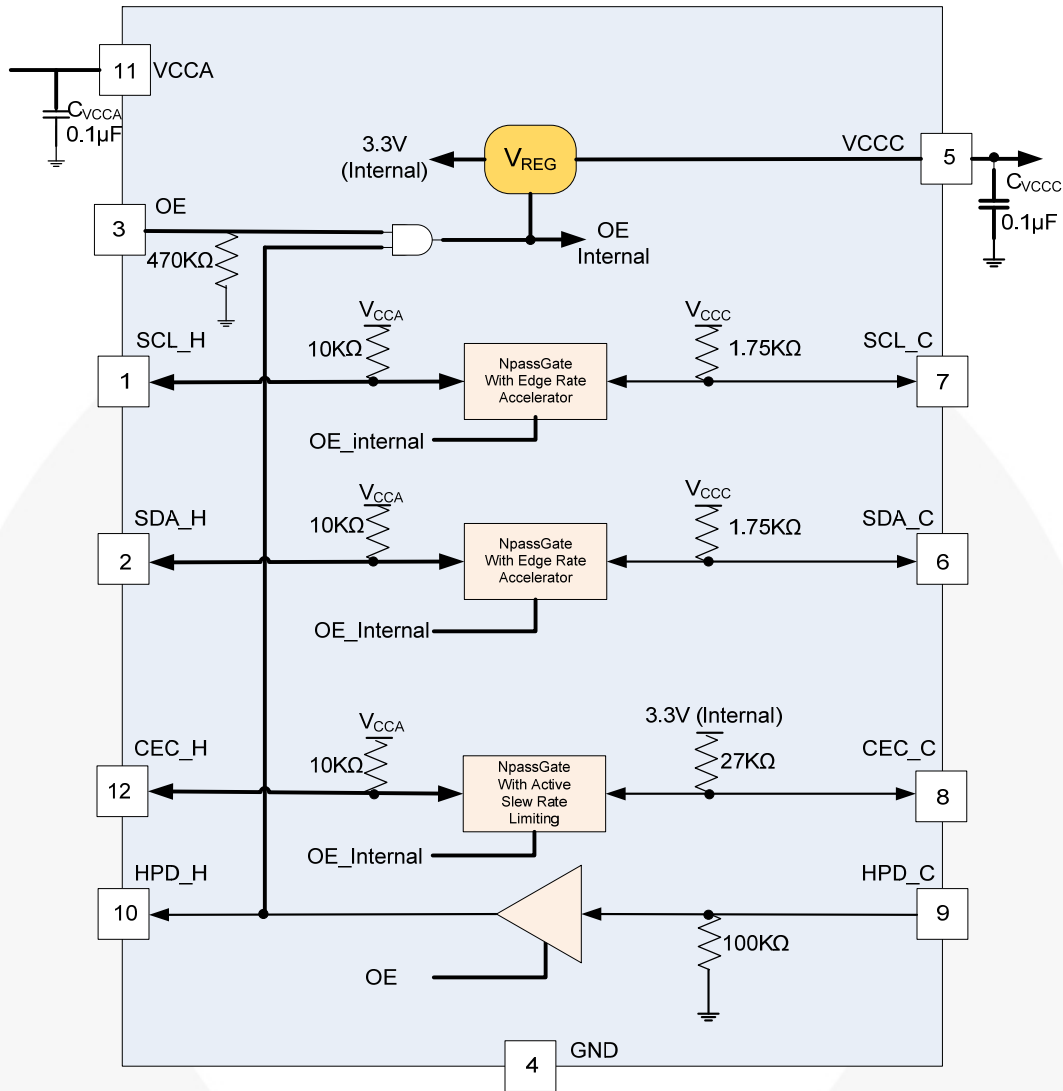 11
VCCA
CVCCA
0.1µF
3.3V
(Internal)
VREG
VCCC
5
CVCCC
0.1µF
3
OE
470KΩ
OE
Internal
SCL_H
1
VCCA
10KΩ
NpassGate
With Edge Rate
Accelerator
OE_internal
VCCC
1.75KΩ
SCL_C
7
SDA_H
2
VCCA
10KΩ
NpassGate
With Edge Rate
Accelerator
OE_Internal
VCCC
1.75KΩ
SDA_C
6
CEC_H
12
VCCA
10KΩ
NpassGate
With Active
Slew Rate
Limiting
OE_Internal
3.3V (Internal)
27KΩ
CEC_C
8
HPD_H
10
OE
100KΩ
HPD_C
9
4
GND